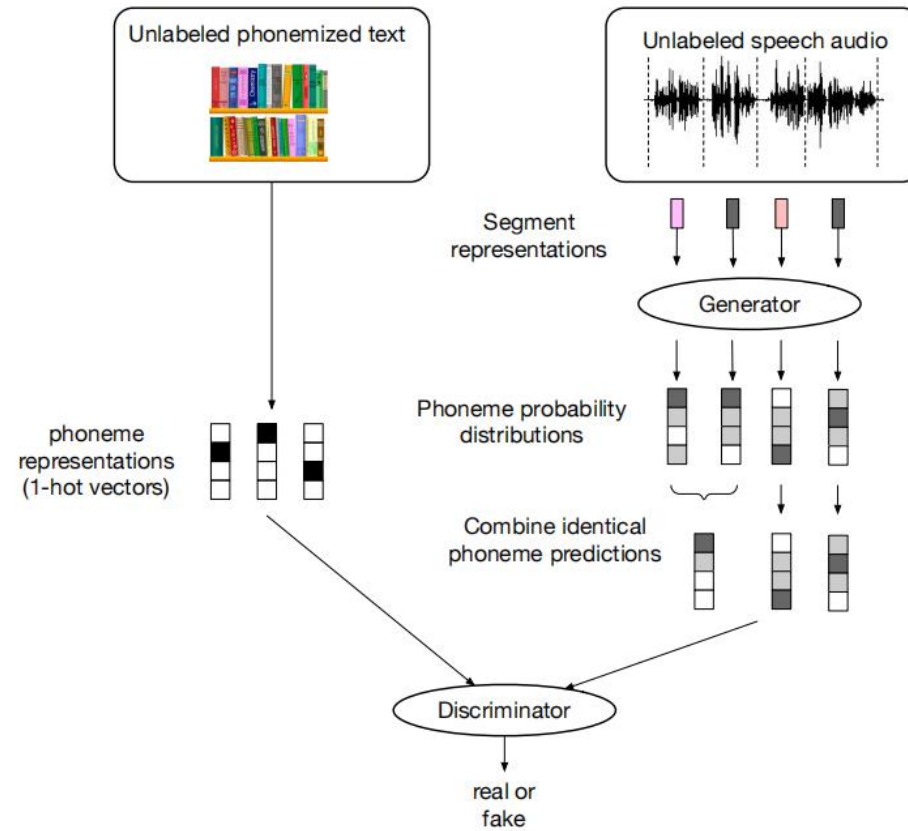 Unlabeled phonemized text
Unlabeled speech audio
Segment
representations
Generator
Phoneme probability
distributions
phoneme
representations
(1-hot vectors)
Combine identical
phoneme predictions
Discriminator
real or
fake